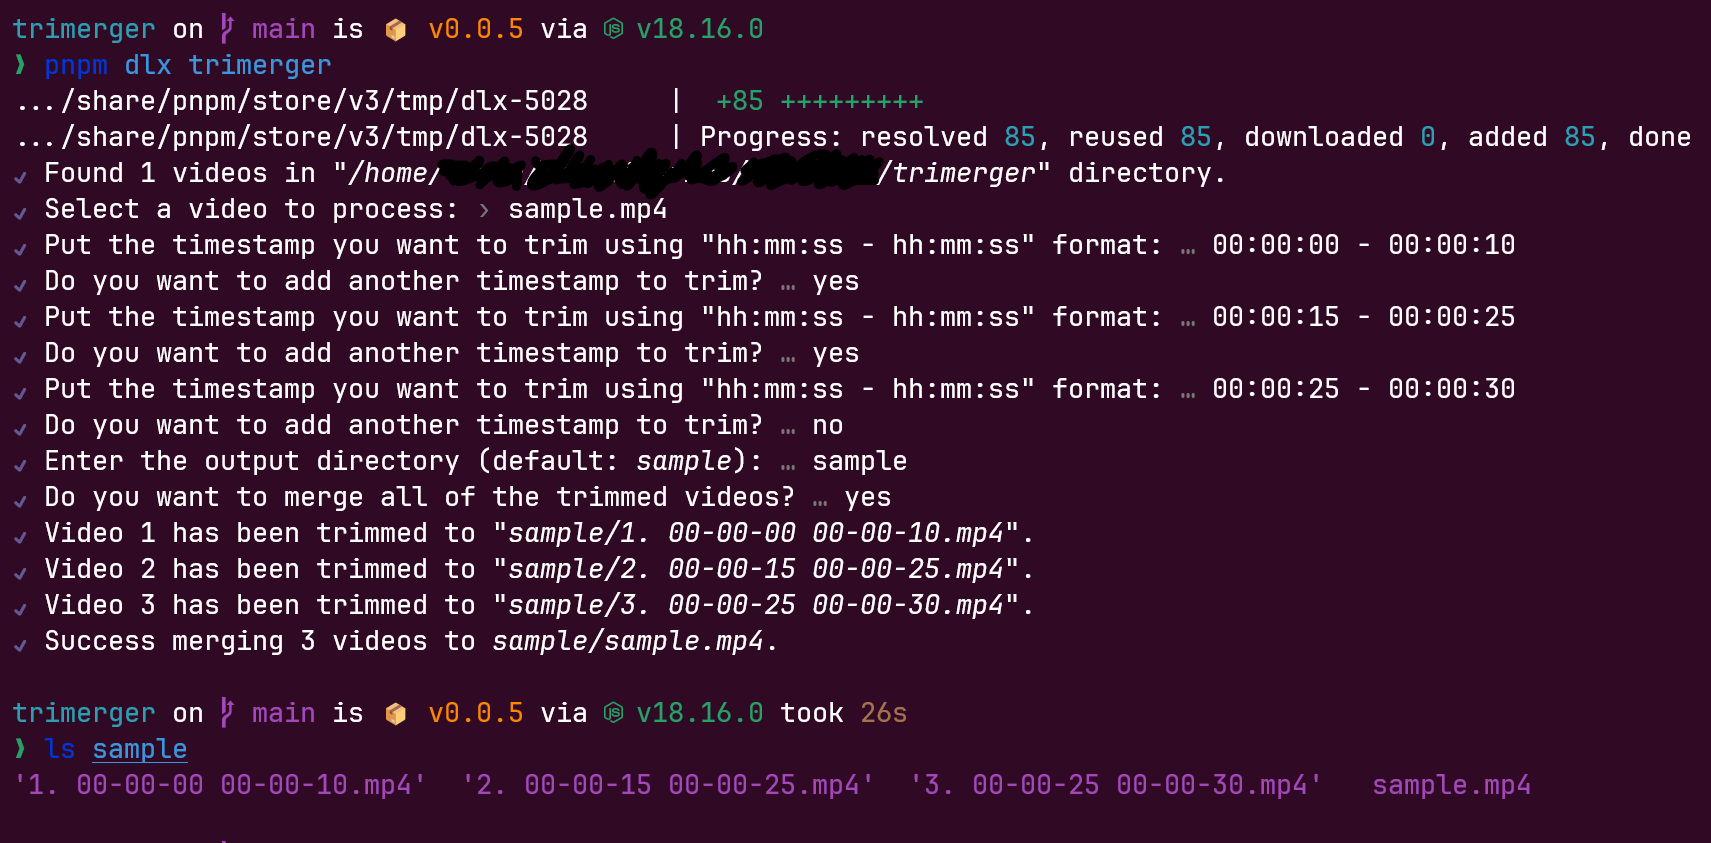 trimerger on main is 📦 v0.0.5 via v18.16.0
❱ pnpm dlx trimerger
.../share/pnpm/store/v3/tmp/dlx-5028 | +85 +++++++++
.../share/pnpm/store/v3/tmp/dlx-5028 | Progress: resolved 85, reused 85, downloaded 0, added 85, done
✔ Found 1 videos in "/home/ / / /trimerger" directory.
✔ Select a video to process: › sample.mp4
✔ Put the timestamp you want to trim using "hh:mm:ss - hh:mm:ss" format: … 00:00:00 - 00:00:10
✔ Do you want to add another timestamp to trim? … yes
✔ Put the timestamp you want to trim using "hh:mm:ss - hh:mm:ss" format: … 00:00:15 - 00:00:25
✔ Do you want to add another timestamp to trim? … yes
✔ Put the timestamp you want to trim using "hh:mm:ss - hh:mm:ss" format: … 00:00:25 - 00:00:30
✔ Do you want to add another timestamp to trim? … no
✔ Enter the output directory (default: sample): … sample
✔ Do you want to merge all of the trimmed videos? … yes
✔ Video 1 has been trimmed to "sample/1. 00-00-00 00-00-10.mp4".
✔ Video 2 has been trimmed to "sample/2. 00-00-15 00-00-25.mp4".
✔ Video 3 has been trimmed to "sample/3. 00-00-25 00-00-30.mp4".
✔ Success merging 3 videos to sample/sample.mp4.
trimerger on main is 📦 v0.0.5 via v18.16.0 took 26s
❱ ls sample
'1. 00-00-00 00-00-10.mp4' '2. 00-00-15 00-00-25.mp4' '3. 00-00-25 00-00-30.mp4' sample.mp4